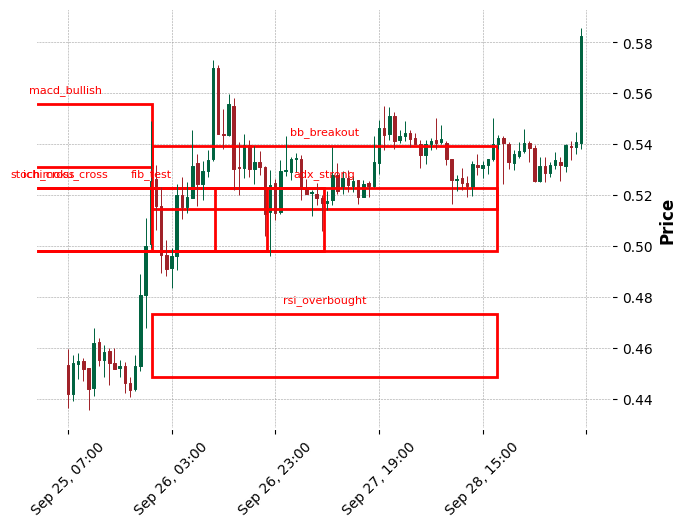 macd_bullish
bb_breakout
ichimoku_cross
fib_test
adx_strong
rsi_overbought
0.58
0.56
0.54
0.52
0.50
0.48
0.46
0.44
Price
Sep 25, 07:00
Sep 26, 03:00
Sep 26, 23:00
Sep 27, 19:00
Sep 28, 15:00